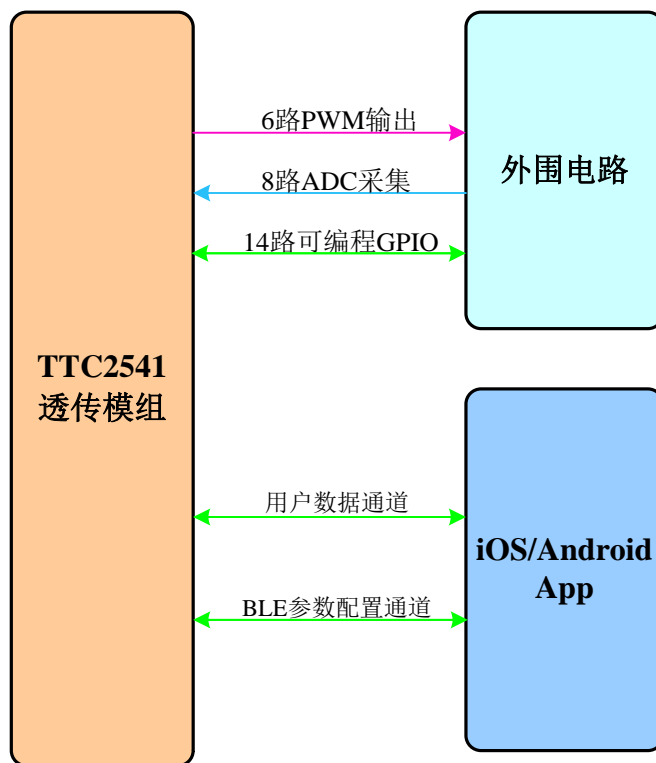 6路PWM输出
8路ADC采集
14路可编程GPIO
外围电路
TTC2541
透传模组
用户数据通道
BLE参数配置通道
iOS/Android
App